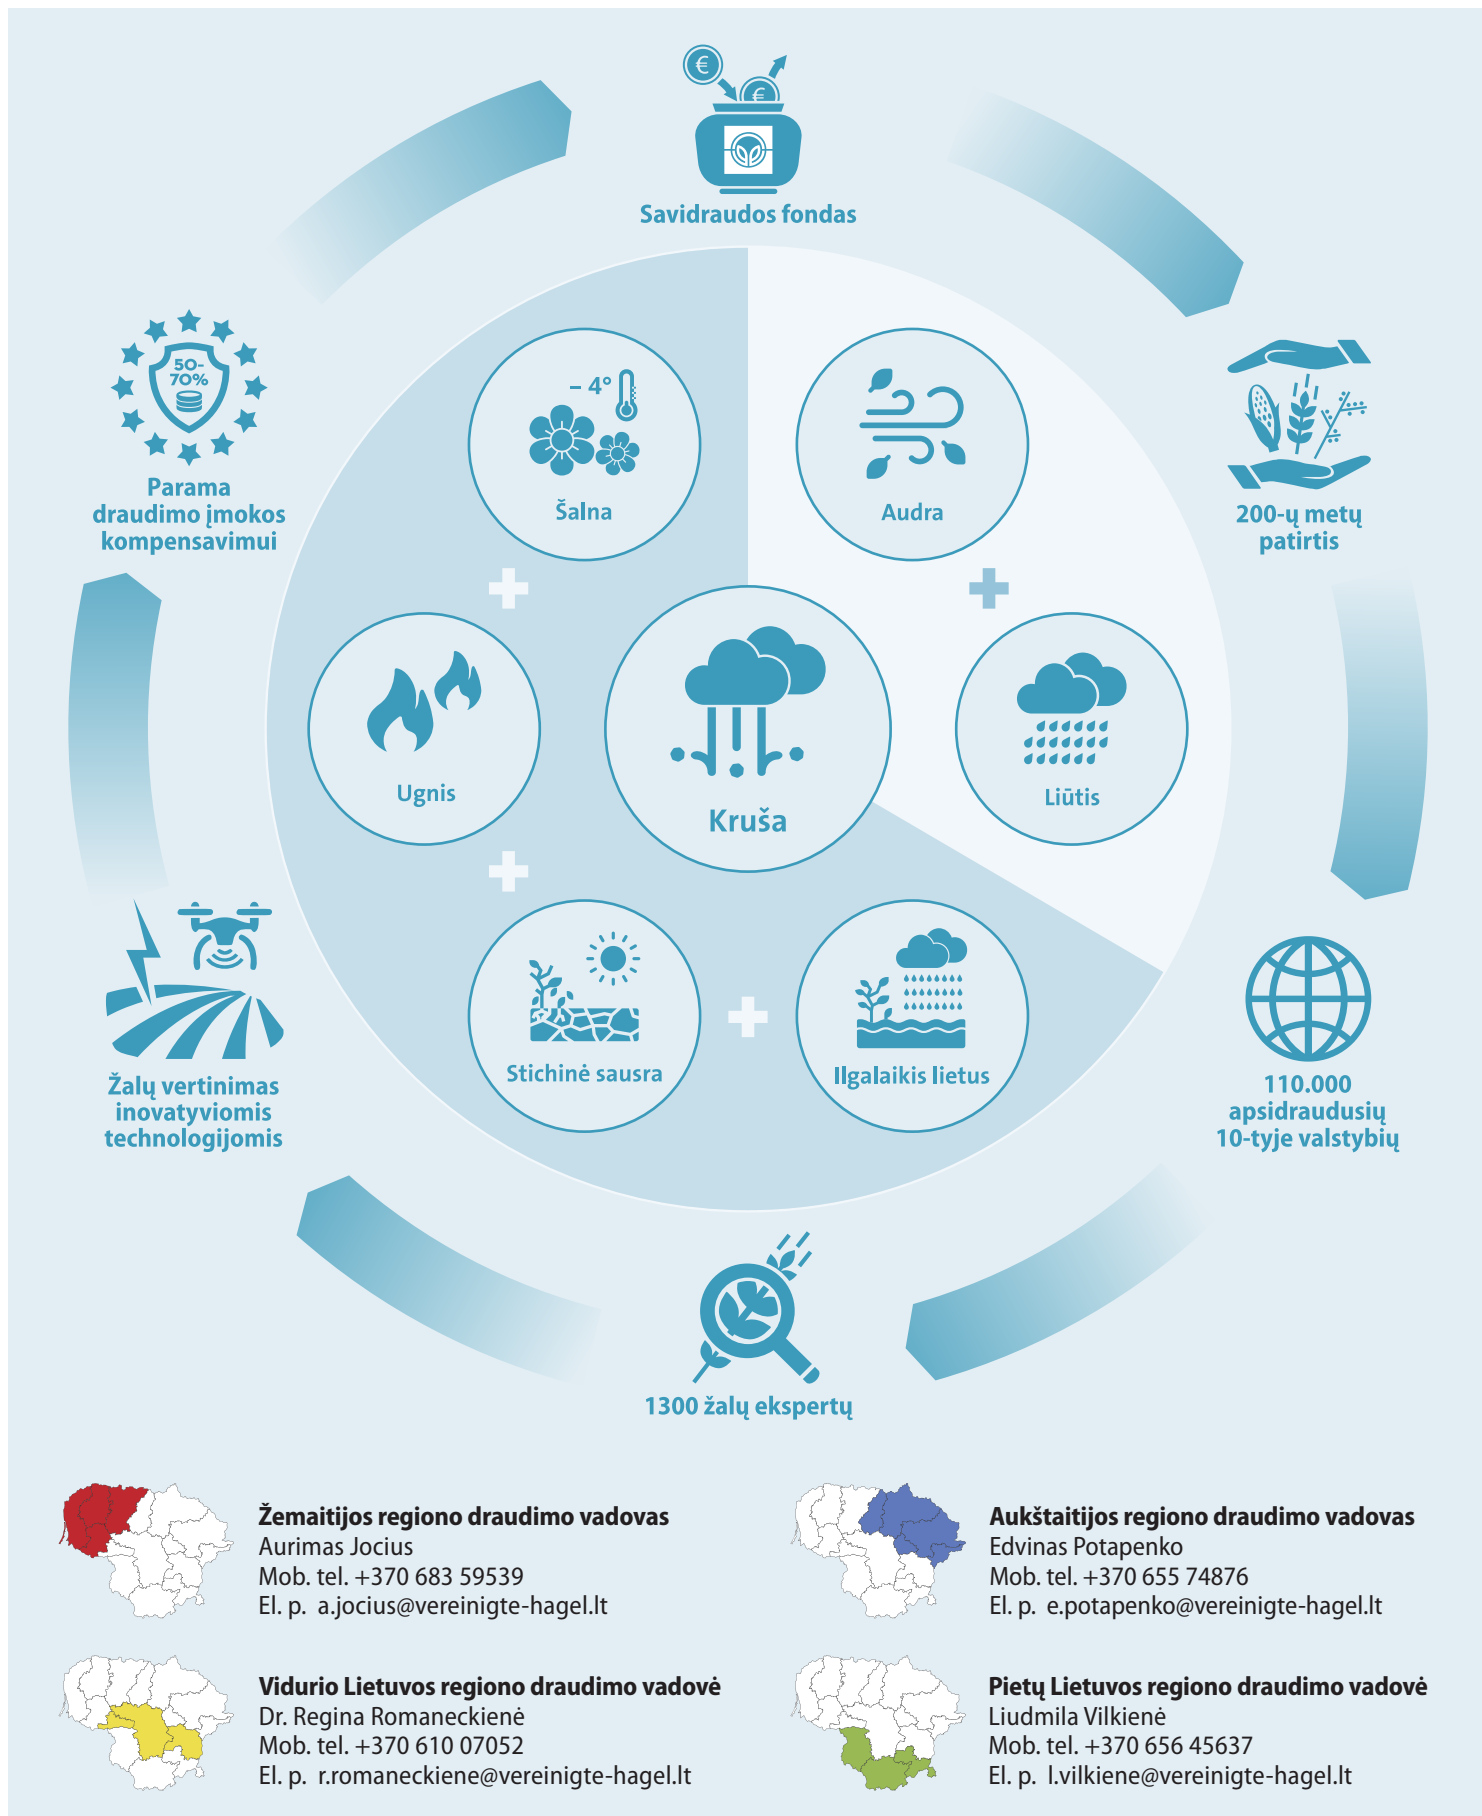 €
€
Savidraudos fondas
50-
70%
Parama
draudimo įmokos
kompensavimui
– 4°
Šalna
Audra
200-ų metų
patirtis
Ugnis
Kruša
Liūtis
Stichinė sausra
Ilgalaikis lietus
Žalų vertinimas
inovatyviomis
technologijomis
110.000
apsidraudusių
10-tyje valstybių
1300 žalų ekspertų
Žemaitijos regiono draudimo vadovas
Aurimas Jocius
Mob. tel. +370 683 59539
El. p. a.jocius@vereinigte-hagel.lt
Aukštaitijos regiono draudimo vadovas
Edvinas Potapenko
Mob. tel. +370 655 74876
El. p. e.potapenko@vereinigte-hagel.lt
Vidurio Lietuvos regiono draudimo vadovė
Dr. Regina Romaneckienė
Mob. tel. +370 610 07052
El. p. r.romaneckiene@vereinigte-hagel.lt
Pietų Lietuvos regiono draudimo vadovė
Liudmila Vilkienė
Mob. tel. +370 656 45637
El. p. l.vilkiene@vereinigte-hagel.lt